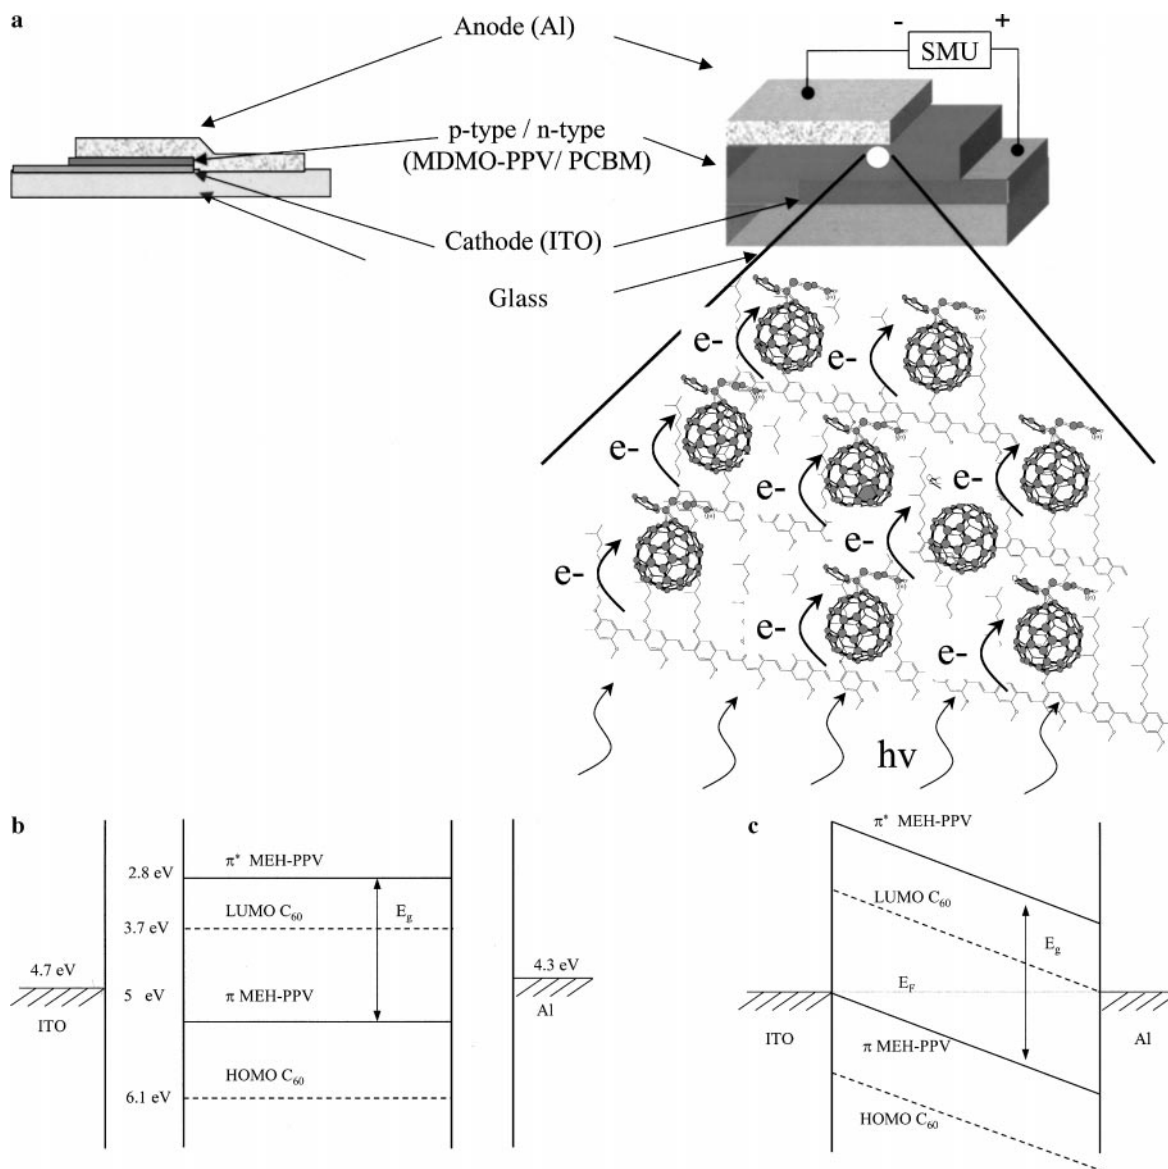 a
Anode (Al)
- +
SMU
p-type / n-type
(MDMO-PPV/ PCBM)
Cathode (ITO)
Glass
e-
e-
e-
e-
e-
e-
e-
e-
e-
hν
b
π* MEH-PPV
2.8 eV
LUMO C60
Eg
3.7 eV
4.7 eV
4.3 eV
5 eV
π MEH-PPV
ITO
Al
HOMO C60
6.1 eV
c
π* MEH-PPV
LUMO C60
Eg
EF
ITO
Al
π MEH-PPV
HOMO C60